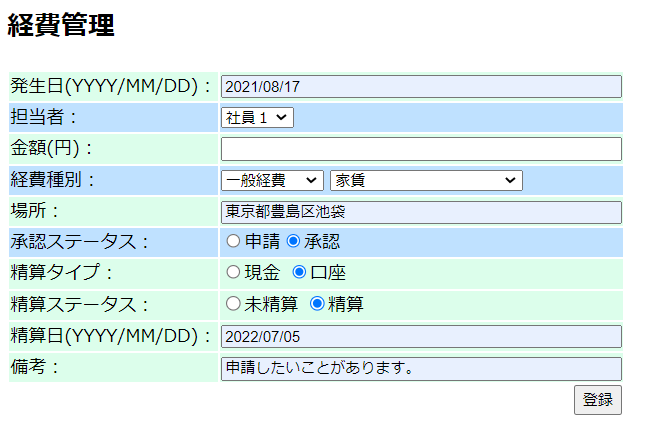 経費管理
発生日(YYYY/MM/DD)： 2021/08/17
担当者： 社員１
金額(円)：
経費種別： 一般経費 家賃
場所： 東京都豊島区池袋
承認ステータス： 申請 承認
精算タイプ： 現金 口座
精算ステータス： 未精算 精算
精算日(YYYY/MM/DD)： 2022/07/05
備考： 申請したいことがあります。
登録